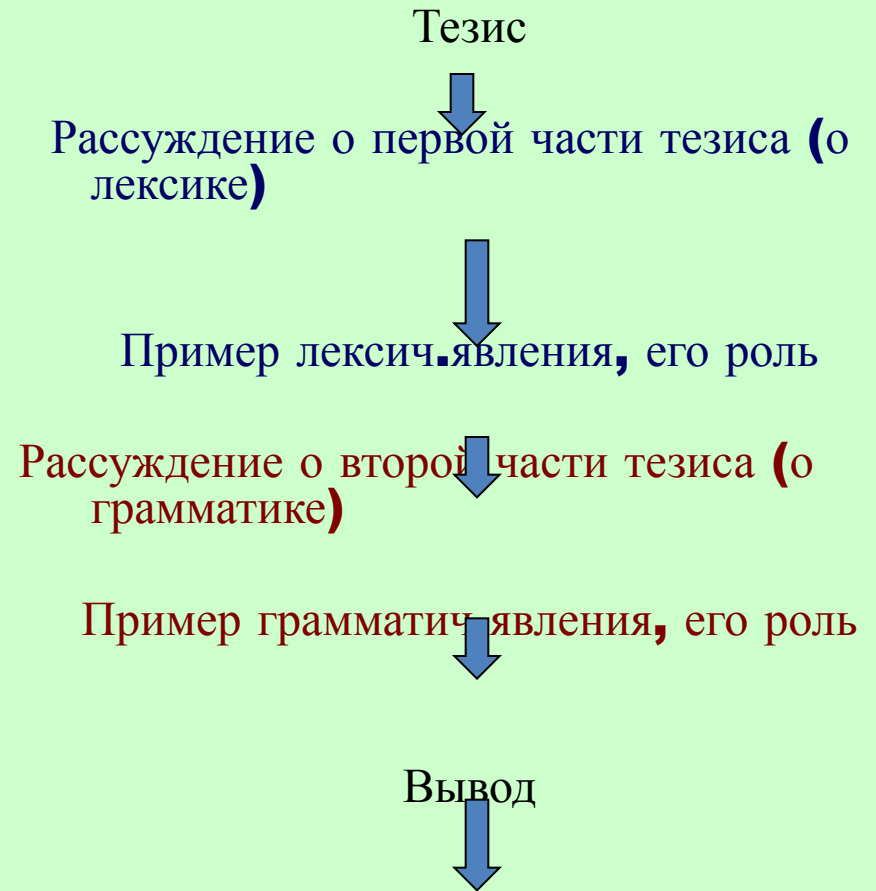 Тезис
Рассуждение о первой части тезиса (о
лексике)
Пример лексич.явления, его роль
Рассуждение о второй части тезиса (о
грамматике)
Пример грамматич явления, его роль
Вывод